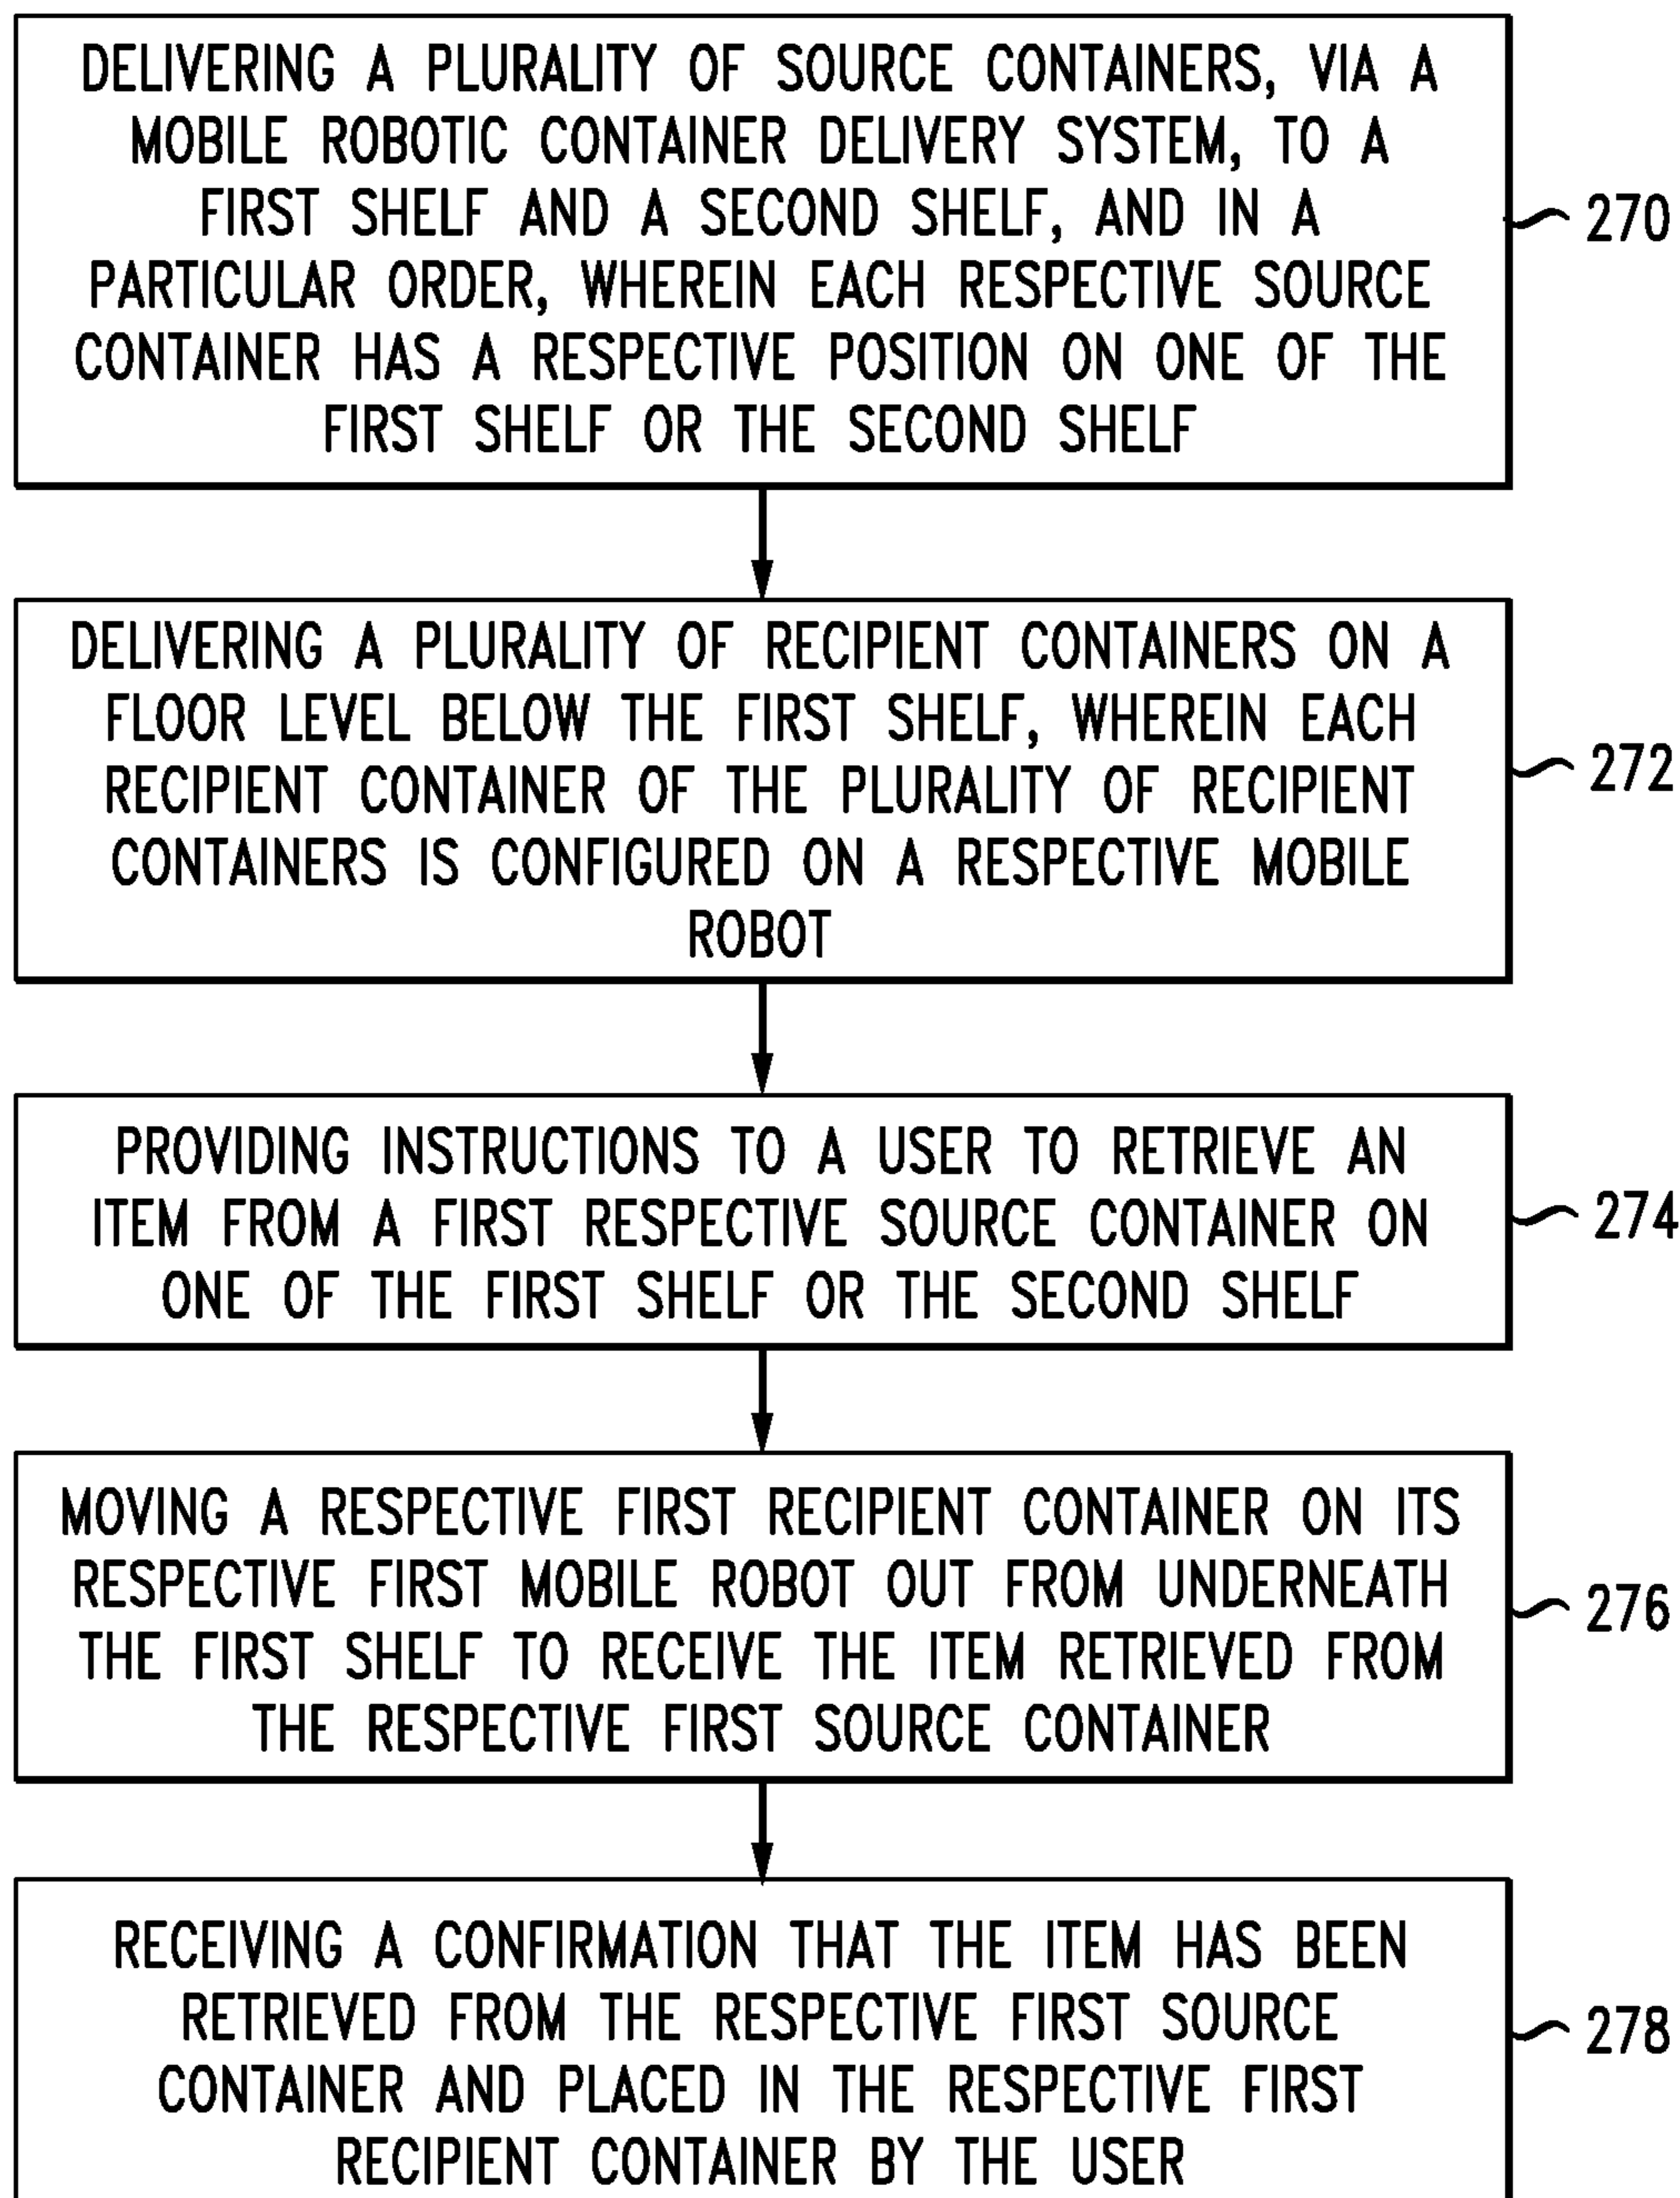 DELIVERING A PLURALITY OF SOURCE CONTAINERS, VIA A
MOBILE ROBOTIC CONTAINER DELIVERY SYSTEM, TO A
FIRST SHELF AND A SECOND SHELF, AND IN A
PARTICULAR ORDER, WHEREIN EACH RESPECTIVE SOURCE
CONTAINER HAS A RESPECTIVE POSITION ON ONE OF THE
FIRST SHELF OR THE SECOND SHELF
270
DELIVERING A PLURALITY OF RECIPIENT CONTAINERS ON A
FLOOR LEVEL BELOW THE FIRST SHELF, WHEREIN EACH
RECIPIENT CONTAINER OF THE PLURALITY OF RECIPIENT
CONTAINERS IS CONFIGURED ON A RESPECTIVE MOBILE
ROBOT
272
PROVIDING INSTRUCTIONS TO A USER TO RETRIEVE AN
ITEM FROM A FIRST RESPECTIVE SOURCE CONTAINER ON
ONE OF THE FIRST SHELF OR THE SECOND SHELF
274
MOVING A RESPECTIVE FIRST RECIPIENT CONTAINER ON ITS
RESPECTIVE FIRST MOBILE ROBOT OUT FROM UNDERNEATH
THE FIRST SHELF TO RECEIVE THE ITEM RETRIEVED FROM
THE RESPECTIVE FIRST SOURCE CONTAINER
276
RECEIVING A CONFIRMATION THAT THE ITEM HAS BEEN
RETRIEVED FROM THE RESPECTIVE FIRST SOURCE
CONTAINER AND PLACED IN THE RESPECTIVE FIRST
RECIPIENT CONTAINER BY THE USER
278